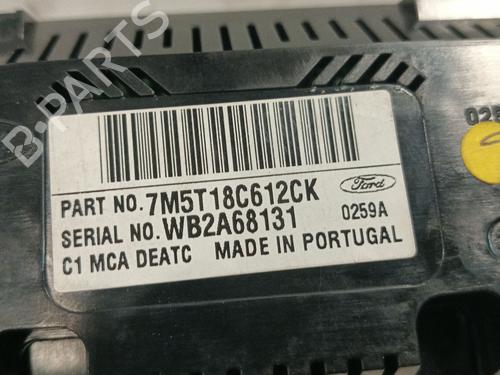 B-PARTS
PART NO.7M5T18C612CK
Ford
SERIAL NO.WB2A68131
0259A
C1 MCA DEATC MADE IN PORTUGAL